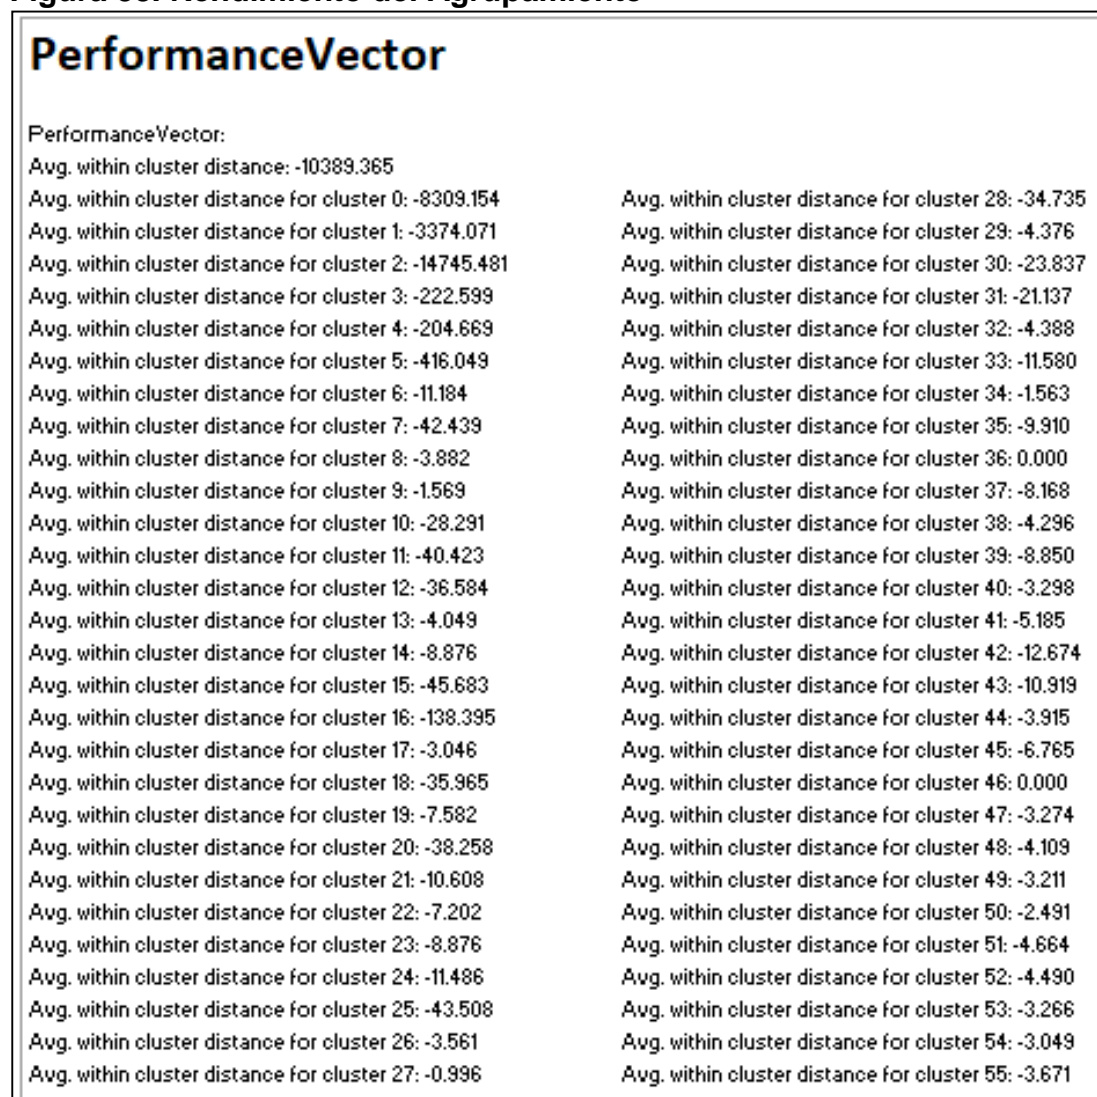 PerformanceVector
PerformanceVector:
Avg. within cluster distance: -10389.365
Avg. within cluster distance for cluster 0: -8309.154
Avg. within cluster distance for cluster 1: -3374.071
Avg. within cluster distance for cluster 2: -14745.481
Avg. within cluster distance for cluster 3: -222.599
Avg. within cluster distance for cluster 4: -204.669
Avg. within cluster distance for cluster 5: -416.049
Avg. within cluster distance for cluster 6: -11.184
Avg. within cluster distance for cluster 7: -42.439
Avg. within cluster distance for cluster 8: -3.882
Avg. within cluster distance for cluster 9: -1.569
Avg. within cluster distance for cluster 10: -28.291
Avg. within cluster distance for cluster 11: -40.423
Avg. within cluster distance for cluster 12: -36.584
Avg. within cluster distance for cluster 13: -4.049
Avg. within cluster distance for cluster 14: -8.876
Avg. within cluster distance for cluster 15: -45.683
Avg. within cluster distance for cluster 16: -138.395
Avg. within cluster distance for cluster 17: -3.046
Avg. within cluster distance for cluster 18: -35.965
Avg. within cluster distance for cluster 19: -7.582
Avg. within cluster distance for cluster 20: -38.258
Avg. within cluster distance for cluster 21: -10.608
Avg. within cluster distance for cluster 22: -7.202
Avg. within cluster distance for cluster 23: -8.876
Avg. within cluster distance for cluster 24: -11.486
Avg. within cluster distance for cluster 25: -43.508
Avg. within cluster distance for cluster 26: -3.561
Avg. within cluster distance for cluster 27: -0.996
Avg. within cluster distance for cluster 28: -34.735
Avg. within cluster distance for cluster 29: -4.376
Avg. within cluster distance for cluster 30: -23.837
Avg. within cluster distance for cluster 31: -21.137
Avg. within cluster distance for cluster 32: -4.388
Avg. within cluster distance for cluster 33: -11.580
Avg. within cluster distance for cluster 34: -1.563
Avg. within cluster distance for cluster 35: -9.910
Avg. within cluster distance for cluster 36: 0.000
Avg. within cluster distance for cluster 37: -8.168
Avg. within cluster distance for cluster 38: -4.296
Avg. within cluster distance for cluster 39: -8.850
Avg. within cluster distance for cluster 40: -3.298
Avg. within cluster distance for cluster 41: -5.185
Avg. within cluster distance for cluster 42: -12.674
Avg. within cluster distance for cluster 43: -10.919
Avg. within cluster distance for cluster 44: -3.915
Avg. within cluster distance for cluster 45: -6.765
Avg. within cluster distance for cluster 46: 0.000
Avg. within cluster distance for cluster 47: -3.274
Avg. within cluster distance for cluster 48: -4.109
Avg. within cluster distance for cluster 49: -3.211
Avg. within cluster distance for cluster 50: -2.491
Avg. within cluster distance for cluster 51: -4.664
Avg. within cluster distance for cluster 52: -4.490
Avg. within cluster distance for cluster 53: -3.266
Avg. within cluster distance for cluster 54: -3.049
Avg. within cluster distance for cluster 55: -3.671